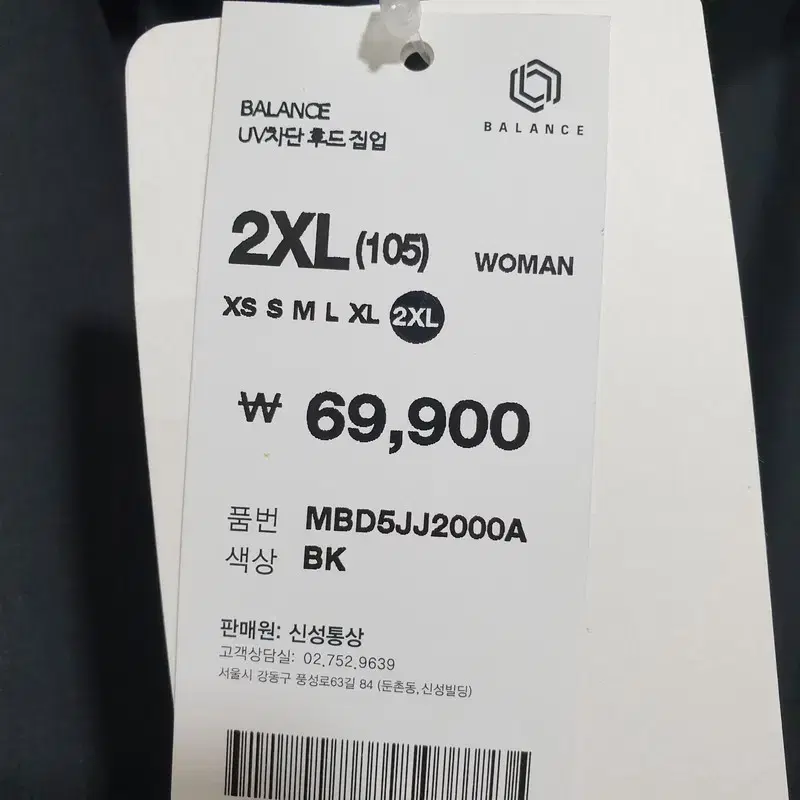 BALANCE
UV차단 후드 집업
BALANCE
2XL (105) WOMAN
XS S M L XL 2XL
₩ 69,900
품번 MBD5JJ2000A
색상 BK
판매원: 신성통상
고객상담실: 02.752.9639
서울시 강동구 풍성로63길 84 (둔촌동,신성빌딩)